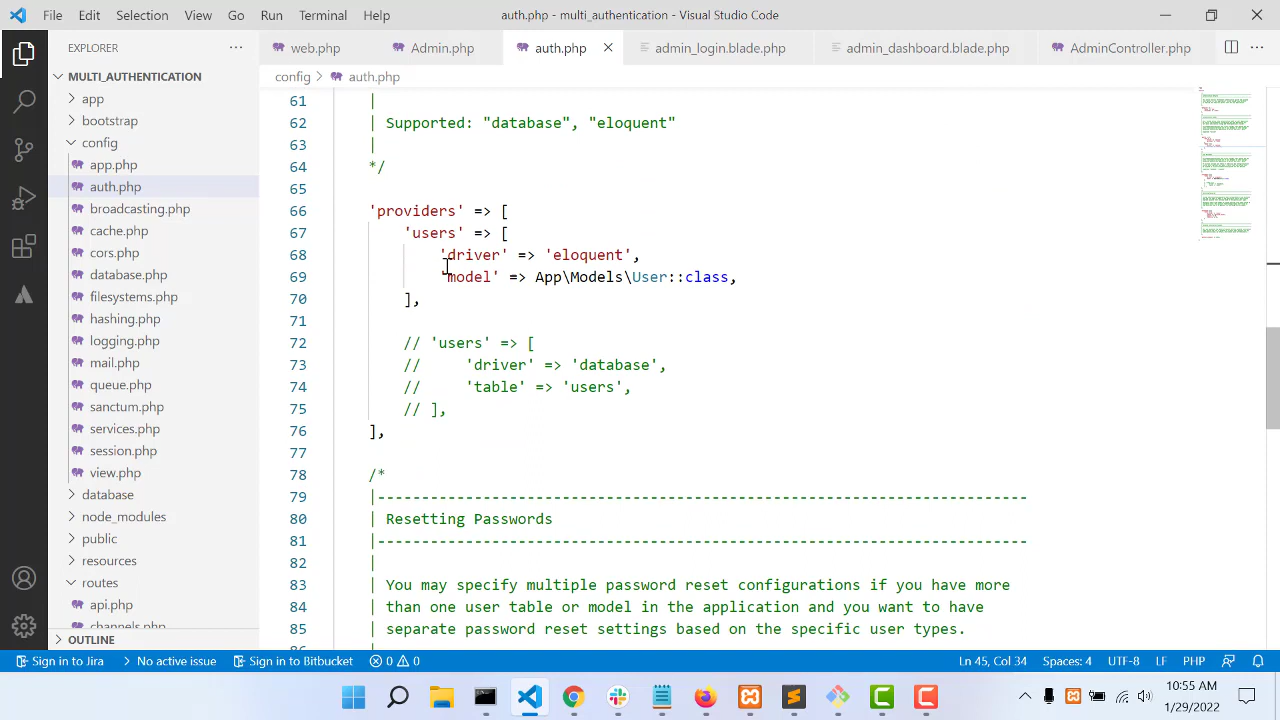 File Edit Selection View Go Run Terminal Help auth.php - multi_authentication - Visual Studio Code
EXPLORER web.php Admin.php auth.php admin_login.blade.php admin_dashboard.blade.php AdminController.php
MULTI_AUTHENTICATION
app
bootstrap
config
app.php
auth.php
broadcasting.php
cache.php
cors.php
database.php
filesystems.php
hashing.php
logging.php
mail.php
queue.php
sanctum.php
services.php
session.php
view.php
database
node_modules
public
resources
routes
api.php
channels.php
OUTLINE
config > auth.php
61 |
62 | Supported: "database", "eloquent"
63 |
64 */
65
66 'providers' => [
67 'users' => [
68 'driver' => 'eloquent',
69 'model' => App\Models\User::class,
70 ],
71
72 // 'users' => [
73 // 'driver' => 'database',
74 // 'table' => 'users',
75 // ],
76 ],
77
78 /*
79 |--------------------------------------------------------------------------
80 | Resetting Passwords
81 |--------------------------------------------------------------------------
82 |
83 | You may specify multiple password reset configurations if you have more
84 | than one user table or model in the application and you want to have
85 | separate password reset settings based on the specific user types.
86 |
Sign in to Jira No active issue Sign in to Bitbucket 0 0 Ln 45, Col 34 Spaces: 4 UTF-8 LF PHP
10:55 AM
1/29/2022